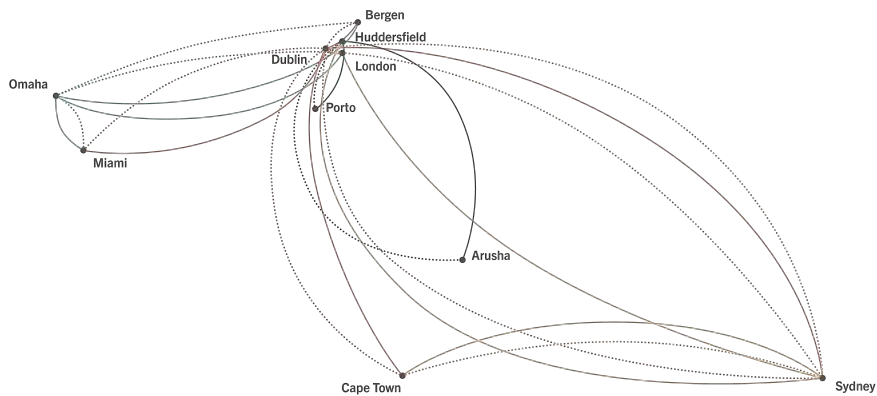 Bergen
Huddersfield
Dublin
London
Omaha
Porto
Miami
Arusha
Cape Town
Sydney